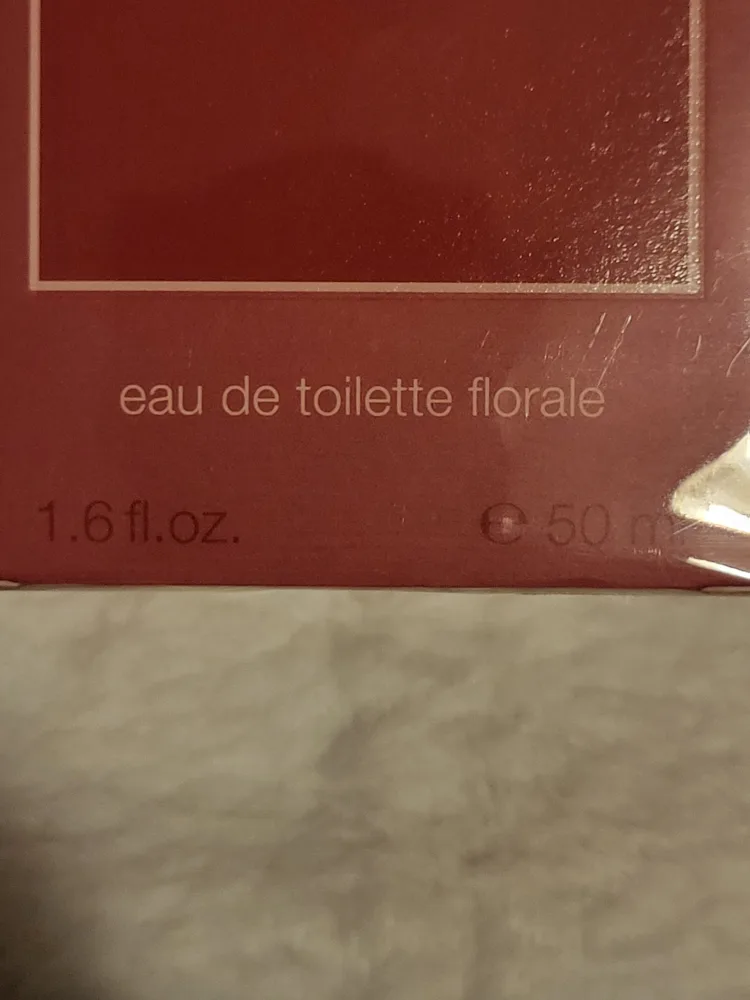 eau de toilette florale
1.6 fl.oz. ℮ 50 m